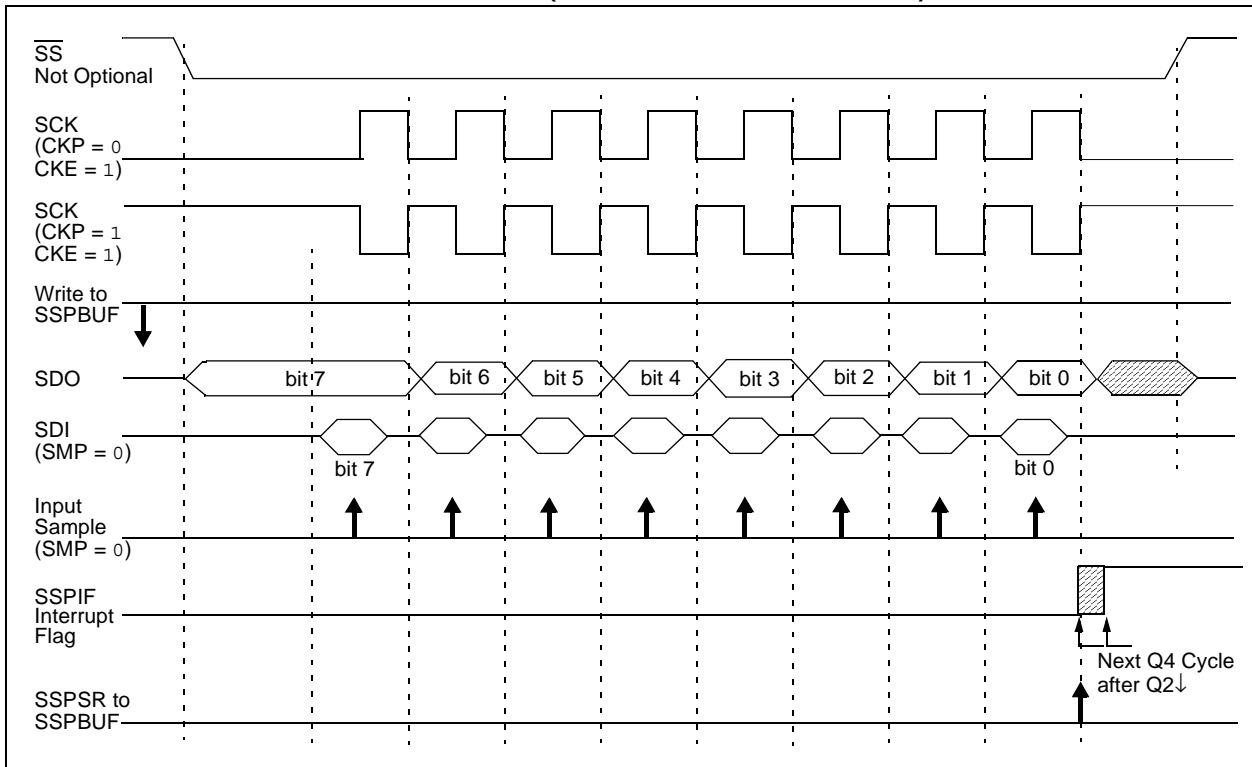 SS
Not Optional
SCK
(CKP = 0
CKE = 1)
SCK
(CKP = 1
CKE = 1)
Write to
SSPBUF
SDO
bit 7
bit 6
bit 5
bit 4
bit 3
bit 2
bit 1
bit 0
SDI
(SMP = 0)
bit 7
bit 0
Input
Sample
(SMP = 0)
SSPIF
Interrupt
Flag
Next Q4 Cycle
after Q2↓
SSPSR to
SSPBUF